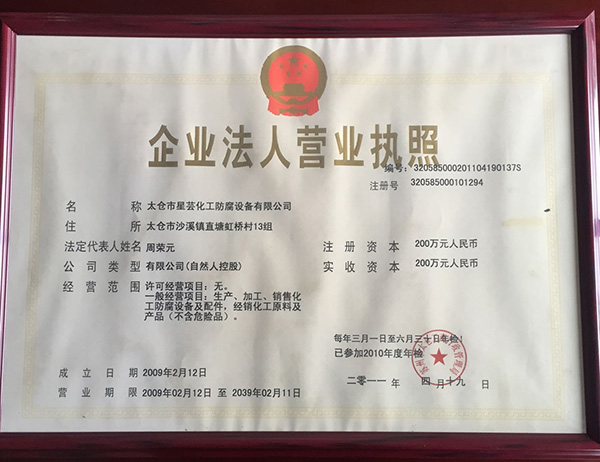 企业法人营业执照
编号:320585000201104190137S
注册号 320585000101294
名称 太仓市星芸化工防腐设备有限公司
住所 太仓市沙溪镇直塘虹桥村13组
法定代表人姓名 周荣元
注册资本 200万元人民币
公司类型 有限公司(自然人控股)
实收资本 200万元人民币
经营范围 许可经营项目：无。
一般经营项目：生产、加工、销售化
工防腐设备及配件，经销化工原料及
产品（不含危险品）。
每年三月一日至六月三十日年检;
已参加2010年度年检
成立日期 2009年2月12日
二零一一 年 四 月 十九 日
营业期限 2009年02月12日 至 2039年02月11日